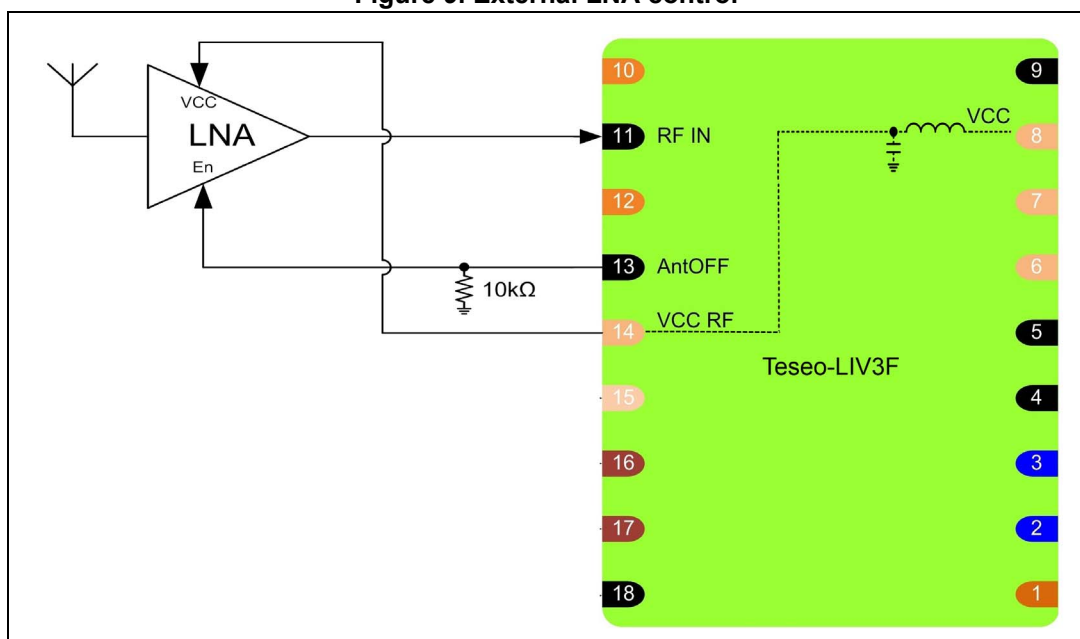 Figure External LNA control
VCC
LNA
En
10kΩ
10
11 RF IN
12
13 AntOFF
14 VCC RF
15
16
17
18
Teseo-LIV3F
9
VCC
8
7
6
5
4
3
2
1